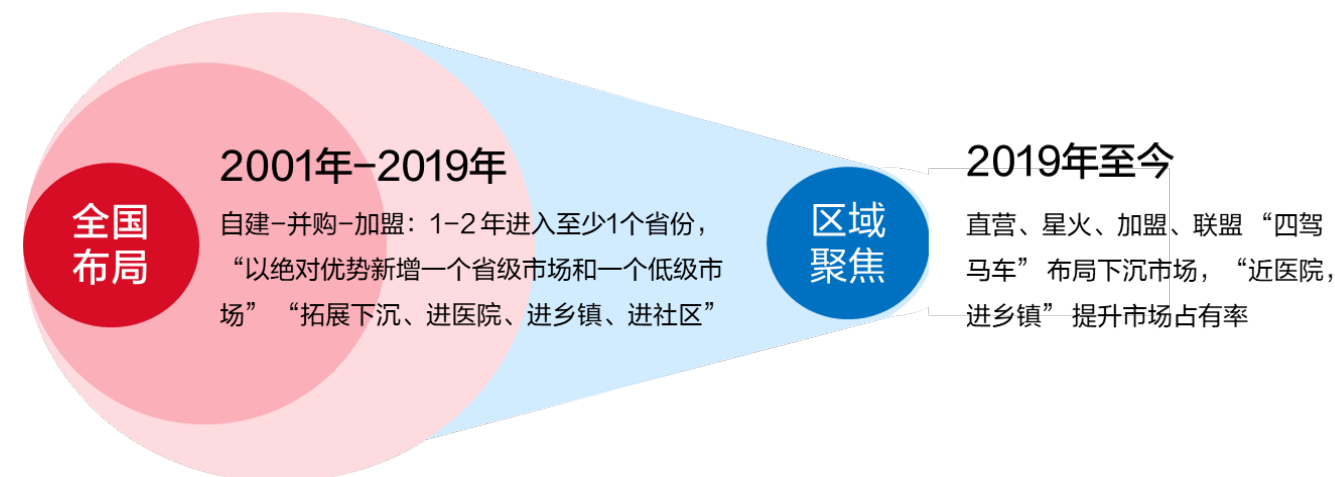 全国
布局
2001年-2019年
自建-并购-加盟：1-2年进入至少1个省份，
“以绝对优势新增一个省级市场和一个低级市
场” “拓展下沉、进医院、进乡镇、进社区”
区域
聚焦
2019年至今
直营、星火、加盟、联盟 “四驾
马车” 布局下沉市场，“近医院，
进乡镇” 提升市场占有率